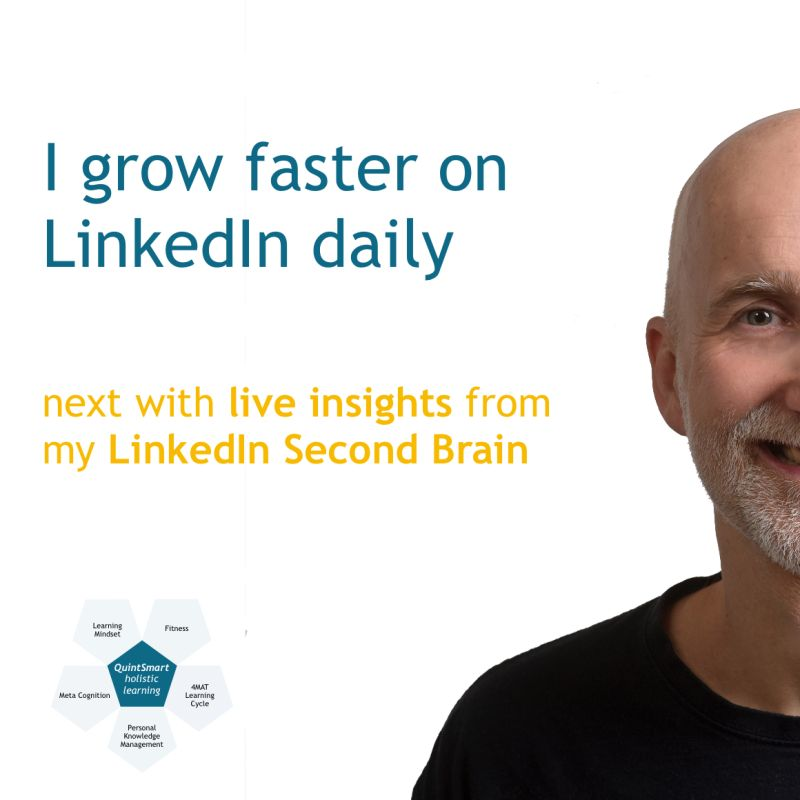 I grow faster on
LinkedIn daily
next with live insights from
my LinkedIn Second Brain
Learning
Mindset
Fitness
QuintSmart
holistic
learning
Meta Cognition
4MAT
Learning
Cycle
Personal
Knowledge
Management